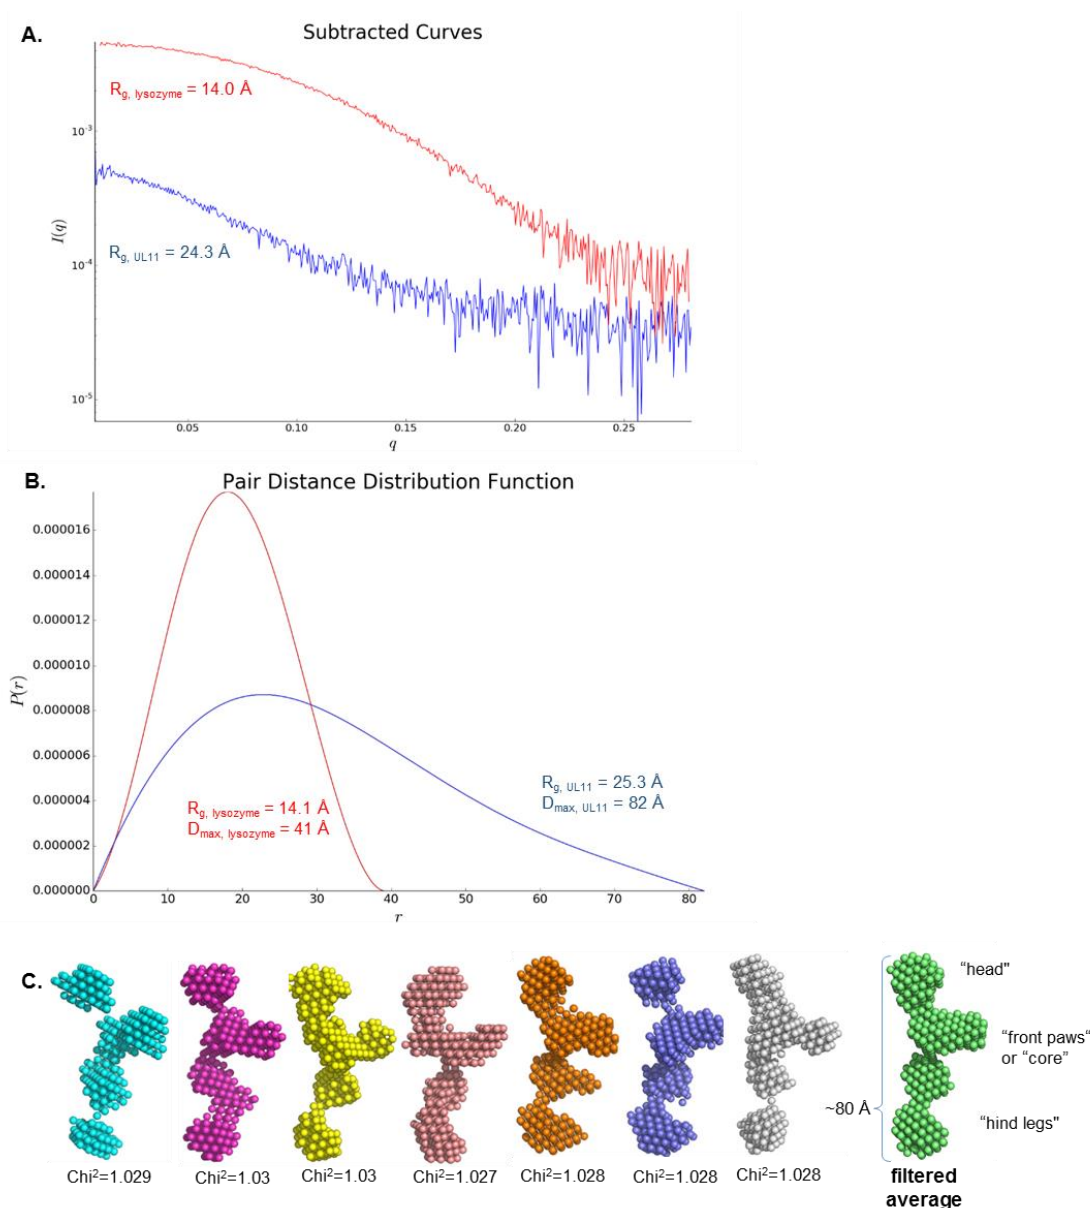 A.
Subtracted Curves
Rg, lysozyme = 14.0 Å
10-3
I(q)
Rg, UL11 = 24.3 Å
10-4
10-5
0.05 0.10 0.15 0.20 0.25
q
B.
Pair Distance Distribution Function
0.000016
0.000014
0.000012
0.000010
P(r)
0.000008
0.000006
0.000004
0.000002
0.000000
Rg, UL11 = 25.3 Å
Dmax, UL11 = 82 Å
Rg, lysozyme = 14.1 Å
Dmax, lysozyme = 41 Å
0 10 20 30 40 50 60 70 80
r
C.
“head"
“front paws“
or “core”
~80 Å
“hind legs"
Chi2=1.029 Chi2=1.03 Chi2=1.03 Chi2=1.027 Chi2=1.028 Chi2=1.028 Chi2=1.028
filtered
average